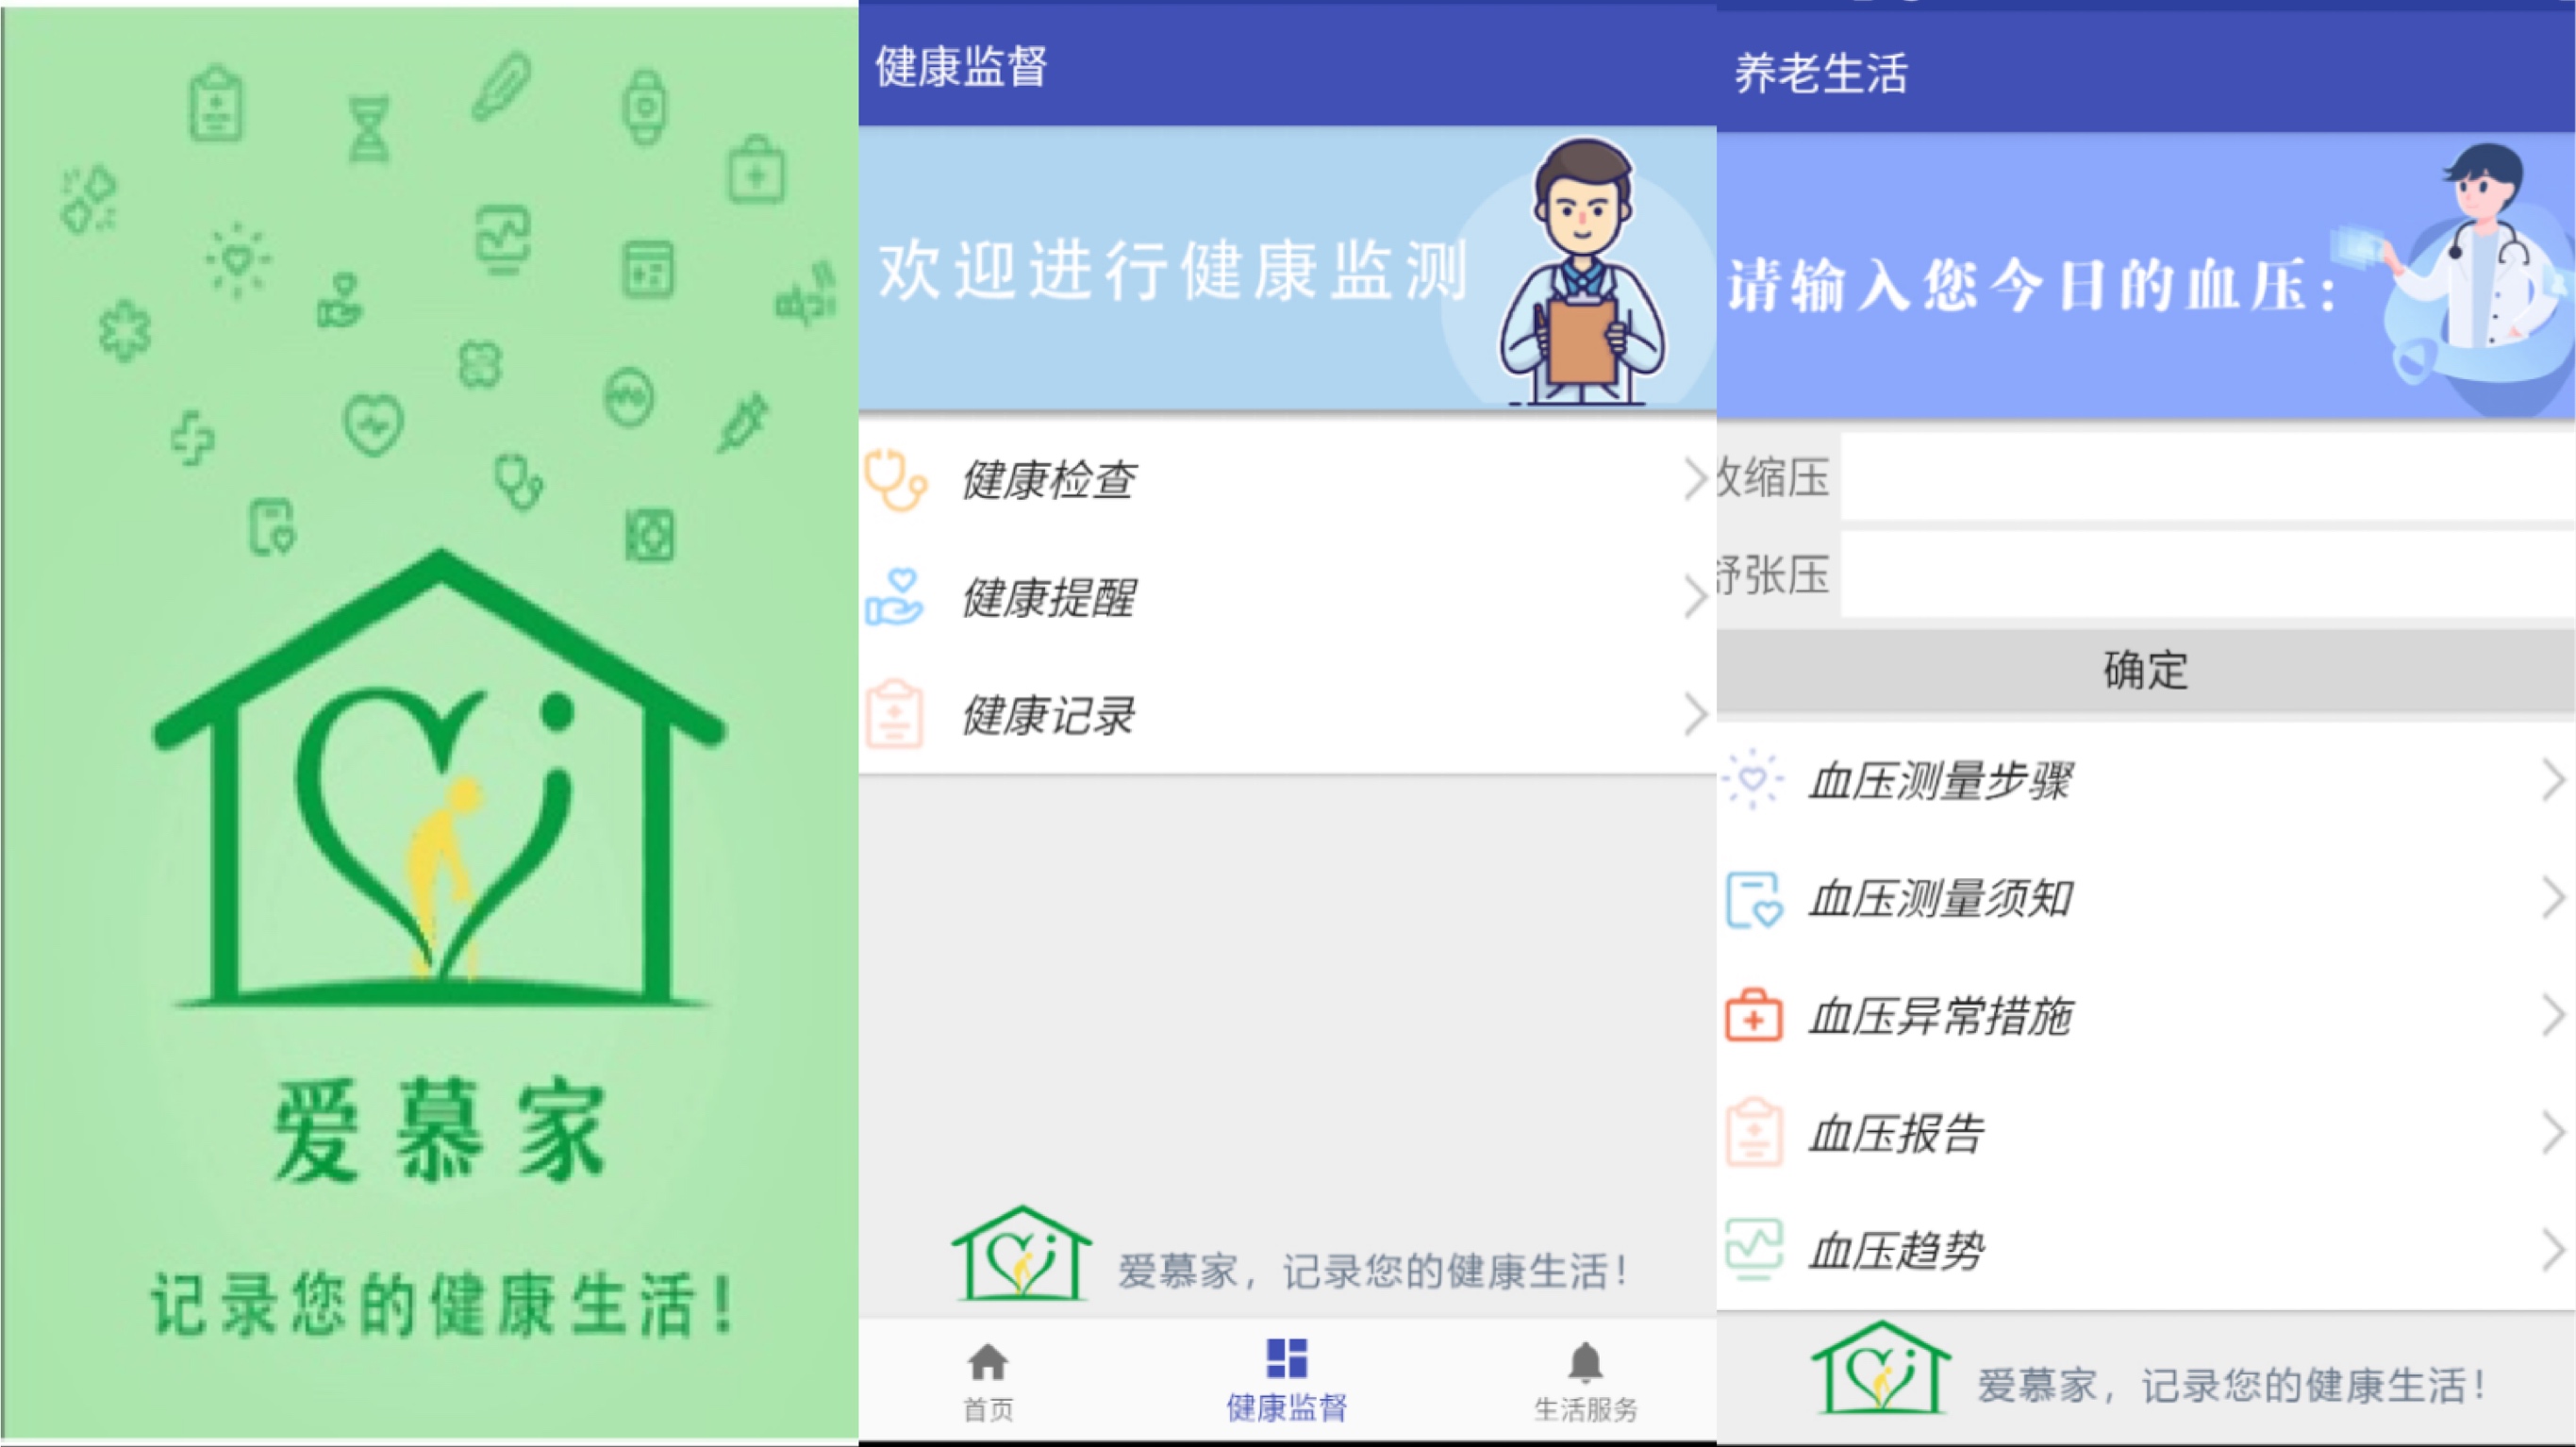 爱慕家
记录您的健康生活！
健康监督
欢迎进行健康监测
健康检查
健康提醒
健康记录
爱慕家，记录您的健康生活！
首页
健康监督
生活服务
养老生活
请输入您今日的血压：
收缩压
舒张压
确定
血压测量步骤
血压测量须知
血压异常措施
血压报告
血压趋势
爱慕家，记录您的健康生活！